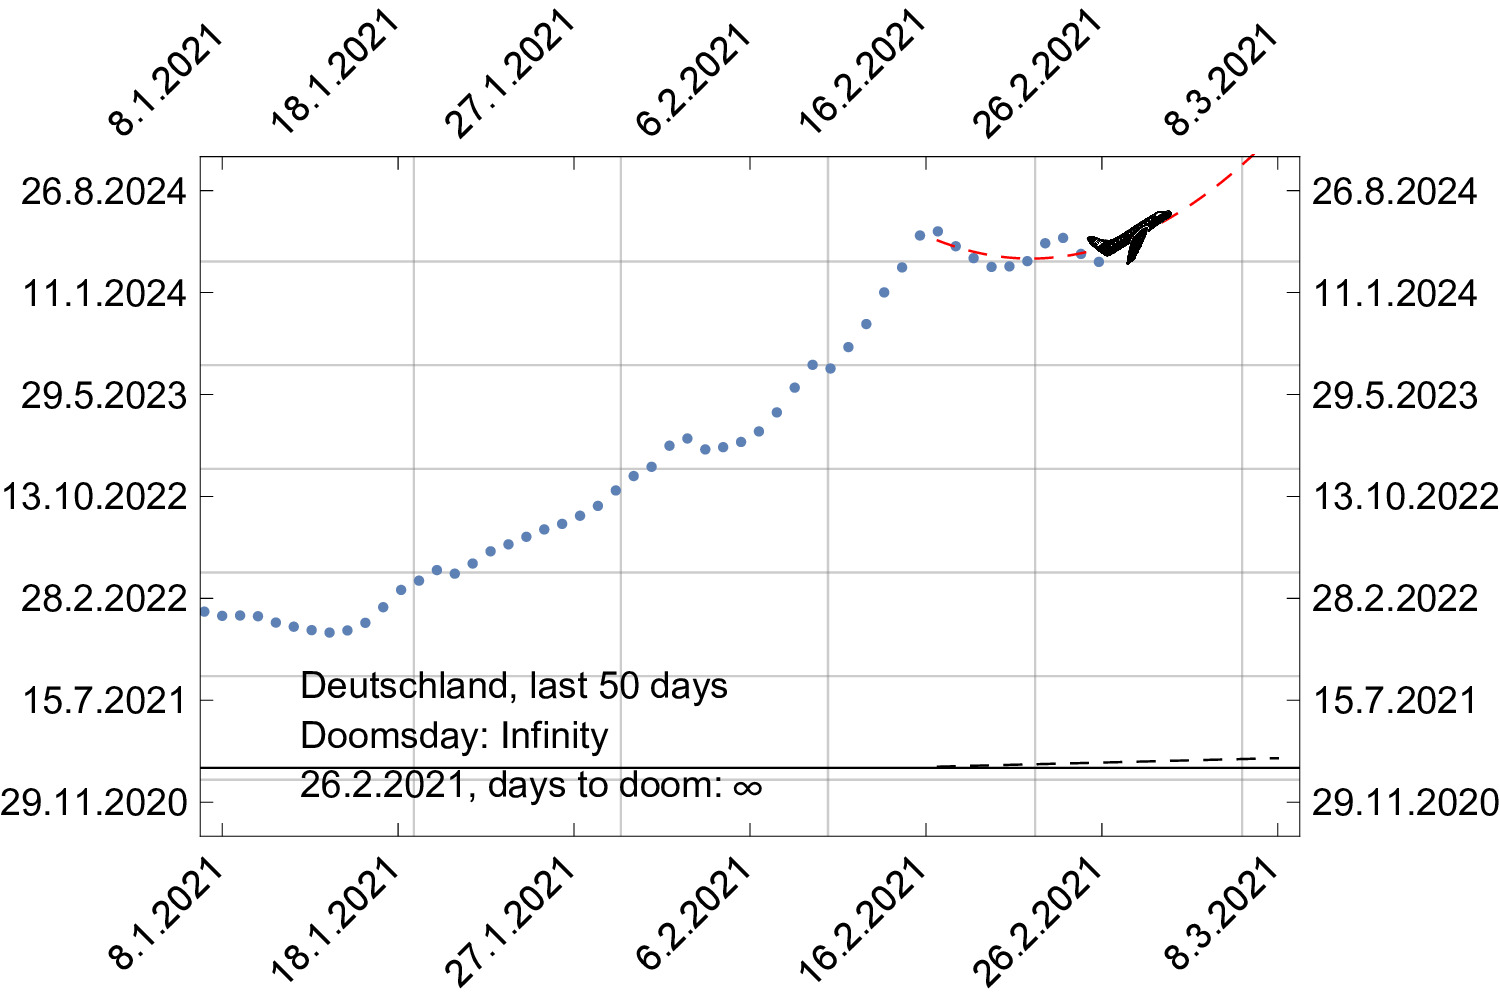 8.1.2021 18.1.2021 27.1.2021 6.2.2021 16.2.2021 26.2.2021 8.3.2021
26.8.2024 26.8.2024
11.1.2024 11.1.2024
29.5.2023 29.5.2023
13.10.2022 13.10.2022
28.2.2022 28.2.2022
15.7.2021 15.7.2021
29.11.2020 29.11.2020
Deutschland, last 50 days
Doomsday: Infinity
26.2.2021, days to doom: ∞
8.1.2021 18.1.2021 27.1.2021 6.2.2021 16.2.2021 26.2.2021 8.3.2021